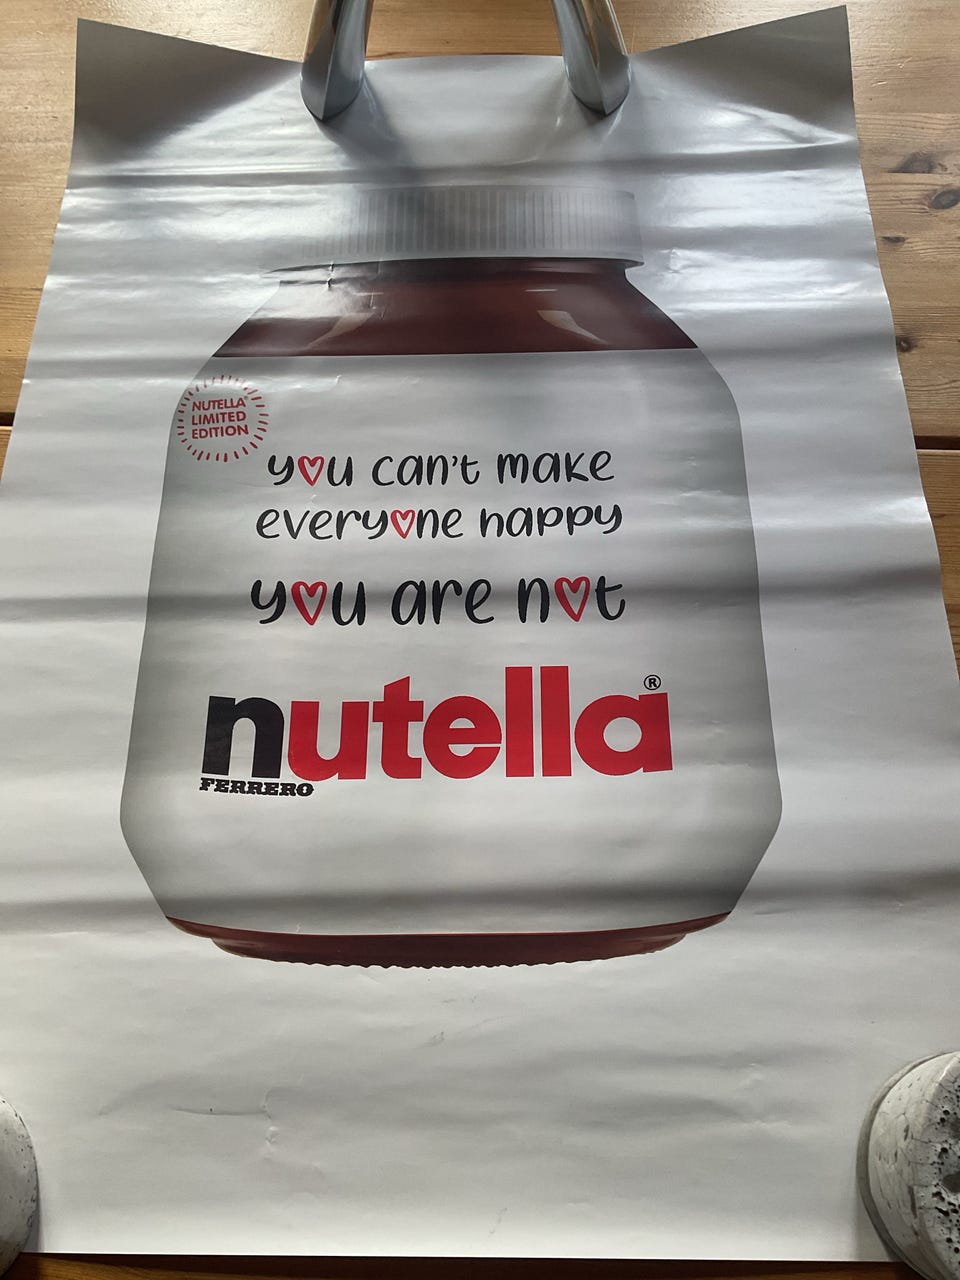 NUTELLA®
LIMITED
EDITION
you can't make
everyone happy
you are not
nutella®
FERRERO